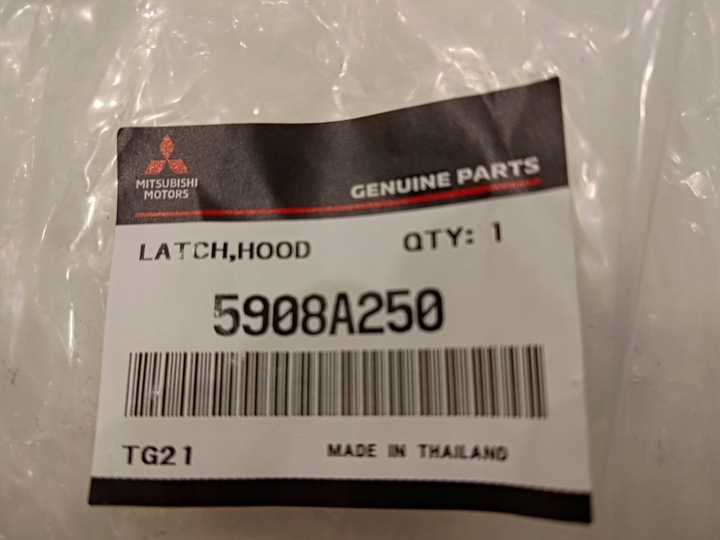 MITSUBISHI
MOTORS
GENUINE PARTS
LATCH,HOOD QTY: 1
5908A250
TG21 MADE IN THAILAND